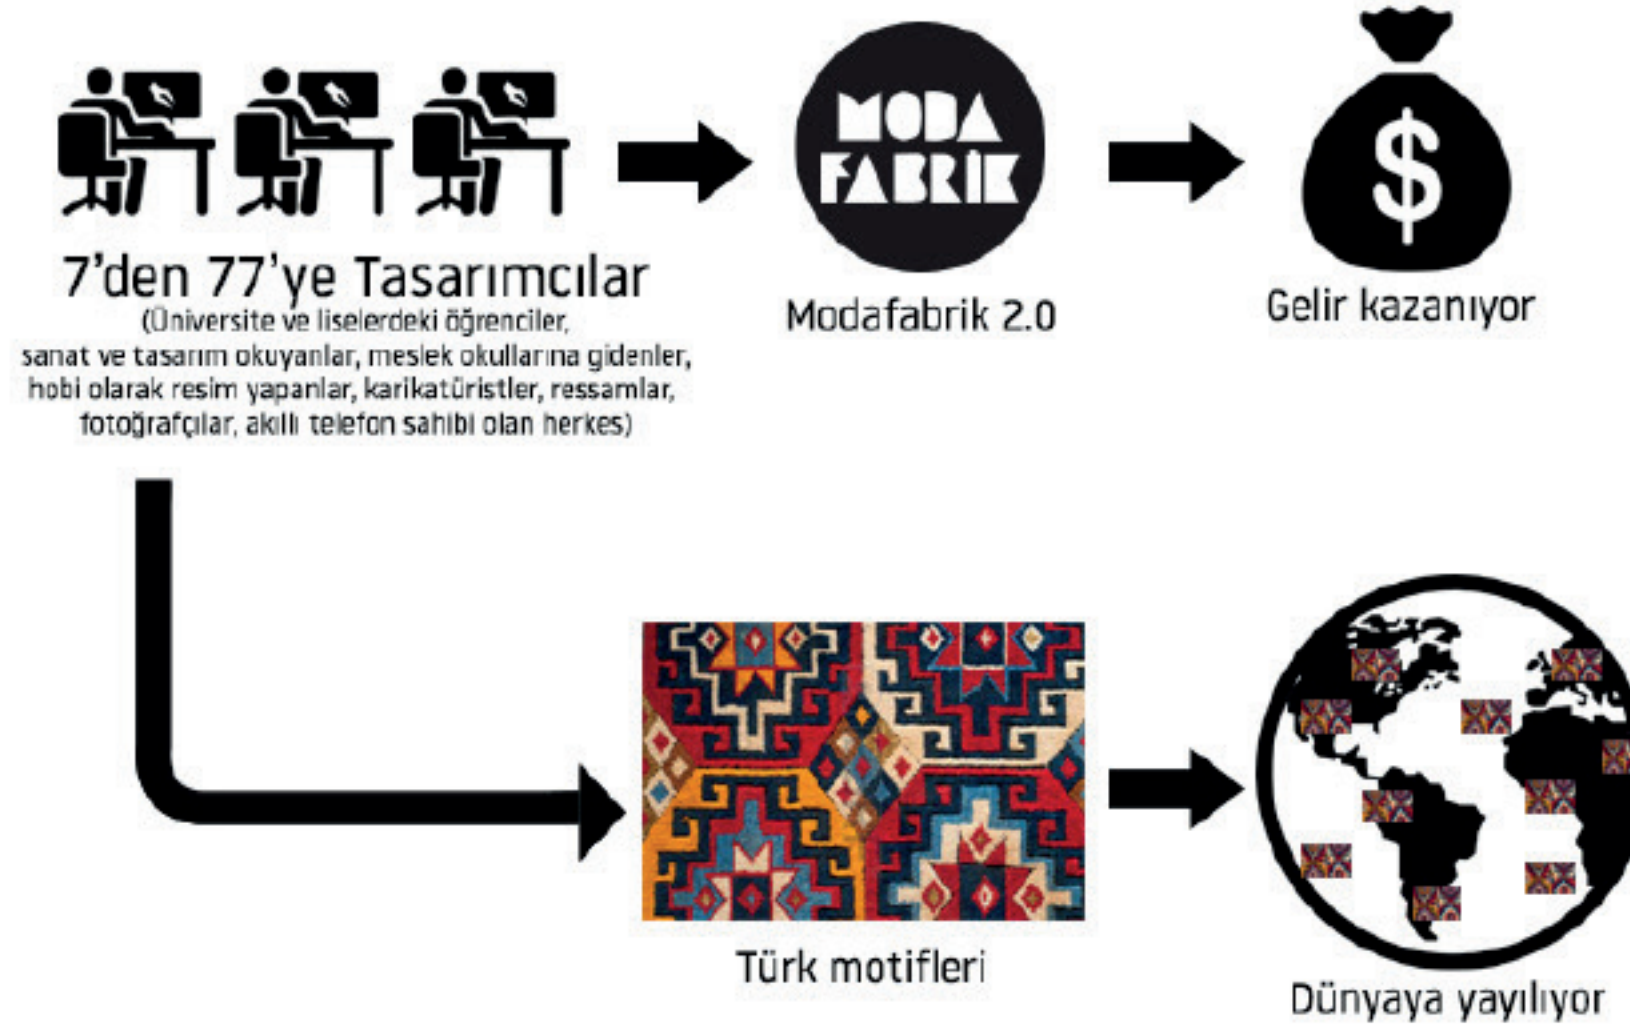 MODA
FABRİK
$
7'den 77'ye Tasarımcılar
(Üniversite ve liselerdeki öğrenciler,
sanat ve tasarım okuyanlar, meslek okullarına gidenler,
hobi olarak resim yapanlar, karikatüristler, ressamlar,
fotoğrafçılar, akıllı telefon sahibi olan herkes)
Modafabrik 2.0
Gelir kazanıyor
Türk motifleri
Dünyaya yayılıyor